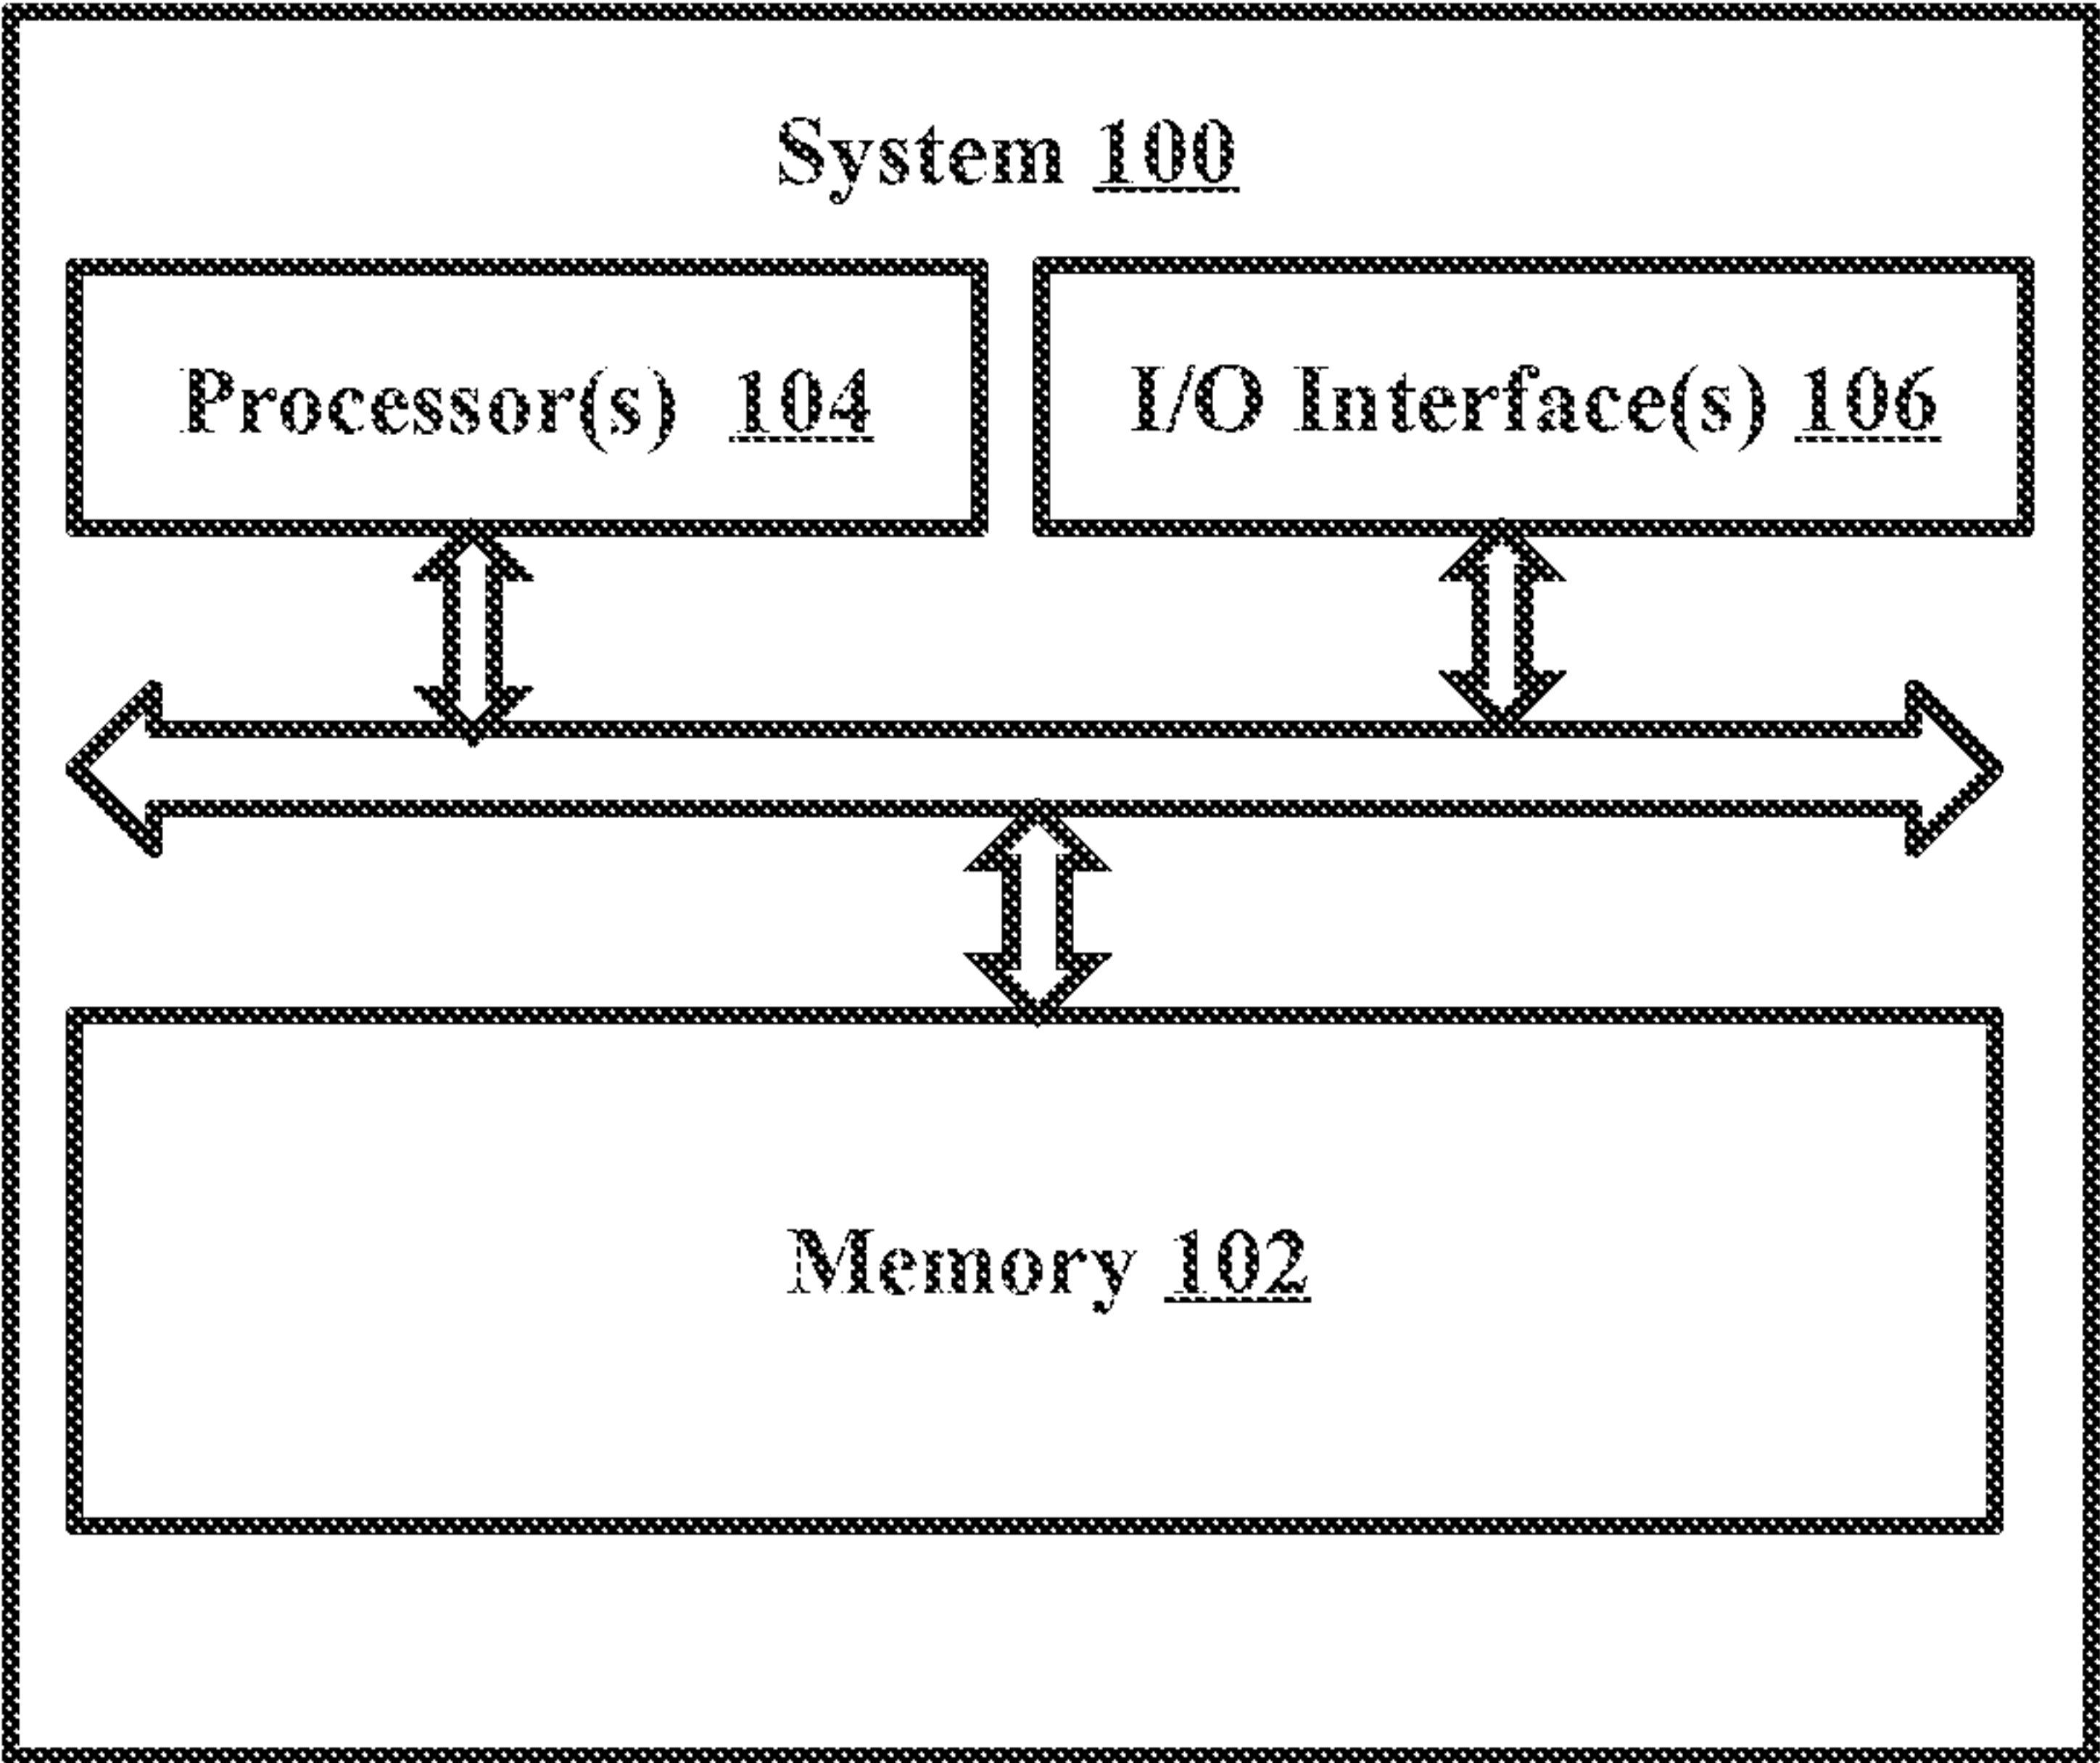 System 100
Processor(s) 104
I/O Interface(s) 106
Memory 102